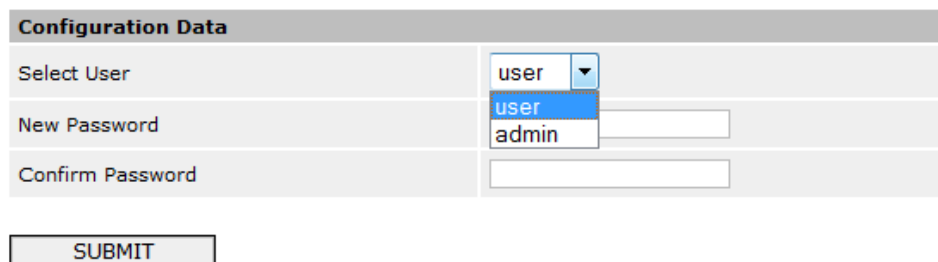 Configuration Data
Select User user
user
New Password
admin
Confirm Password
SUBMIT